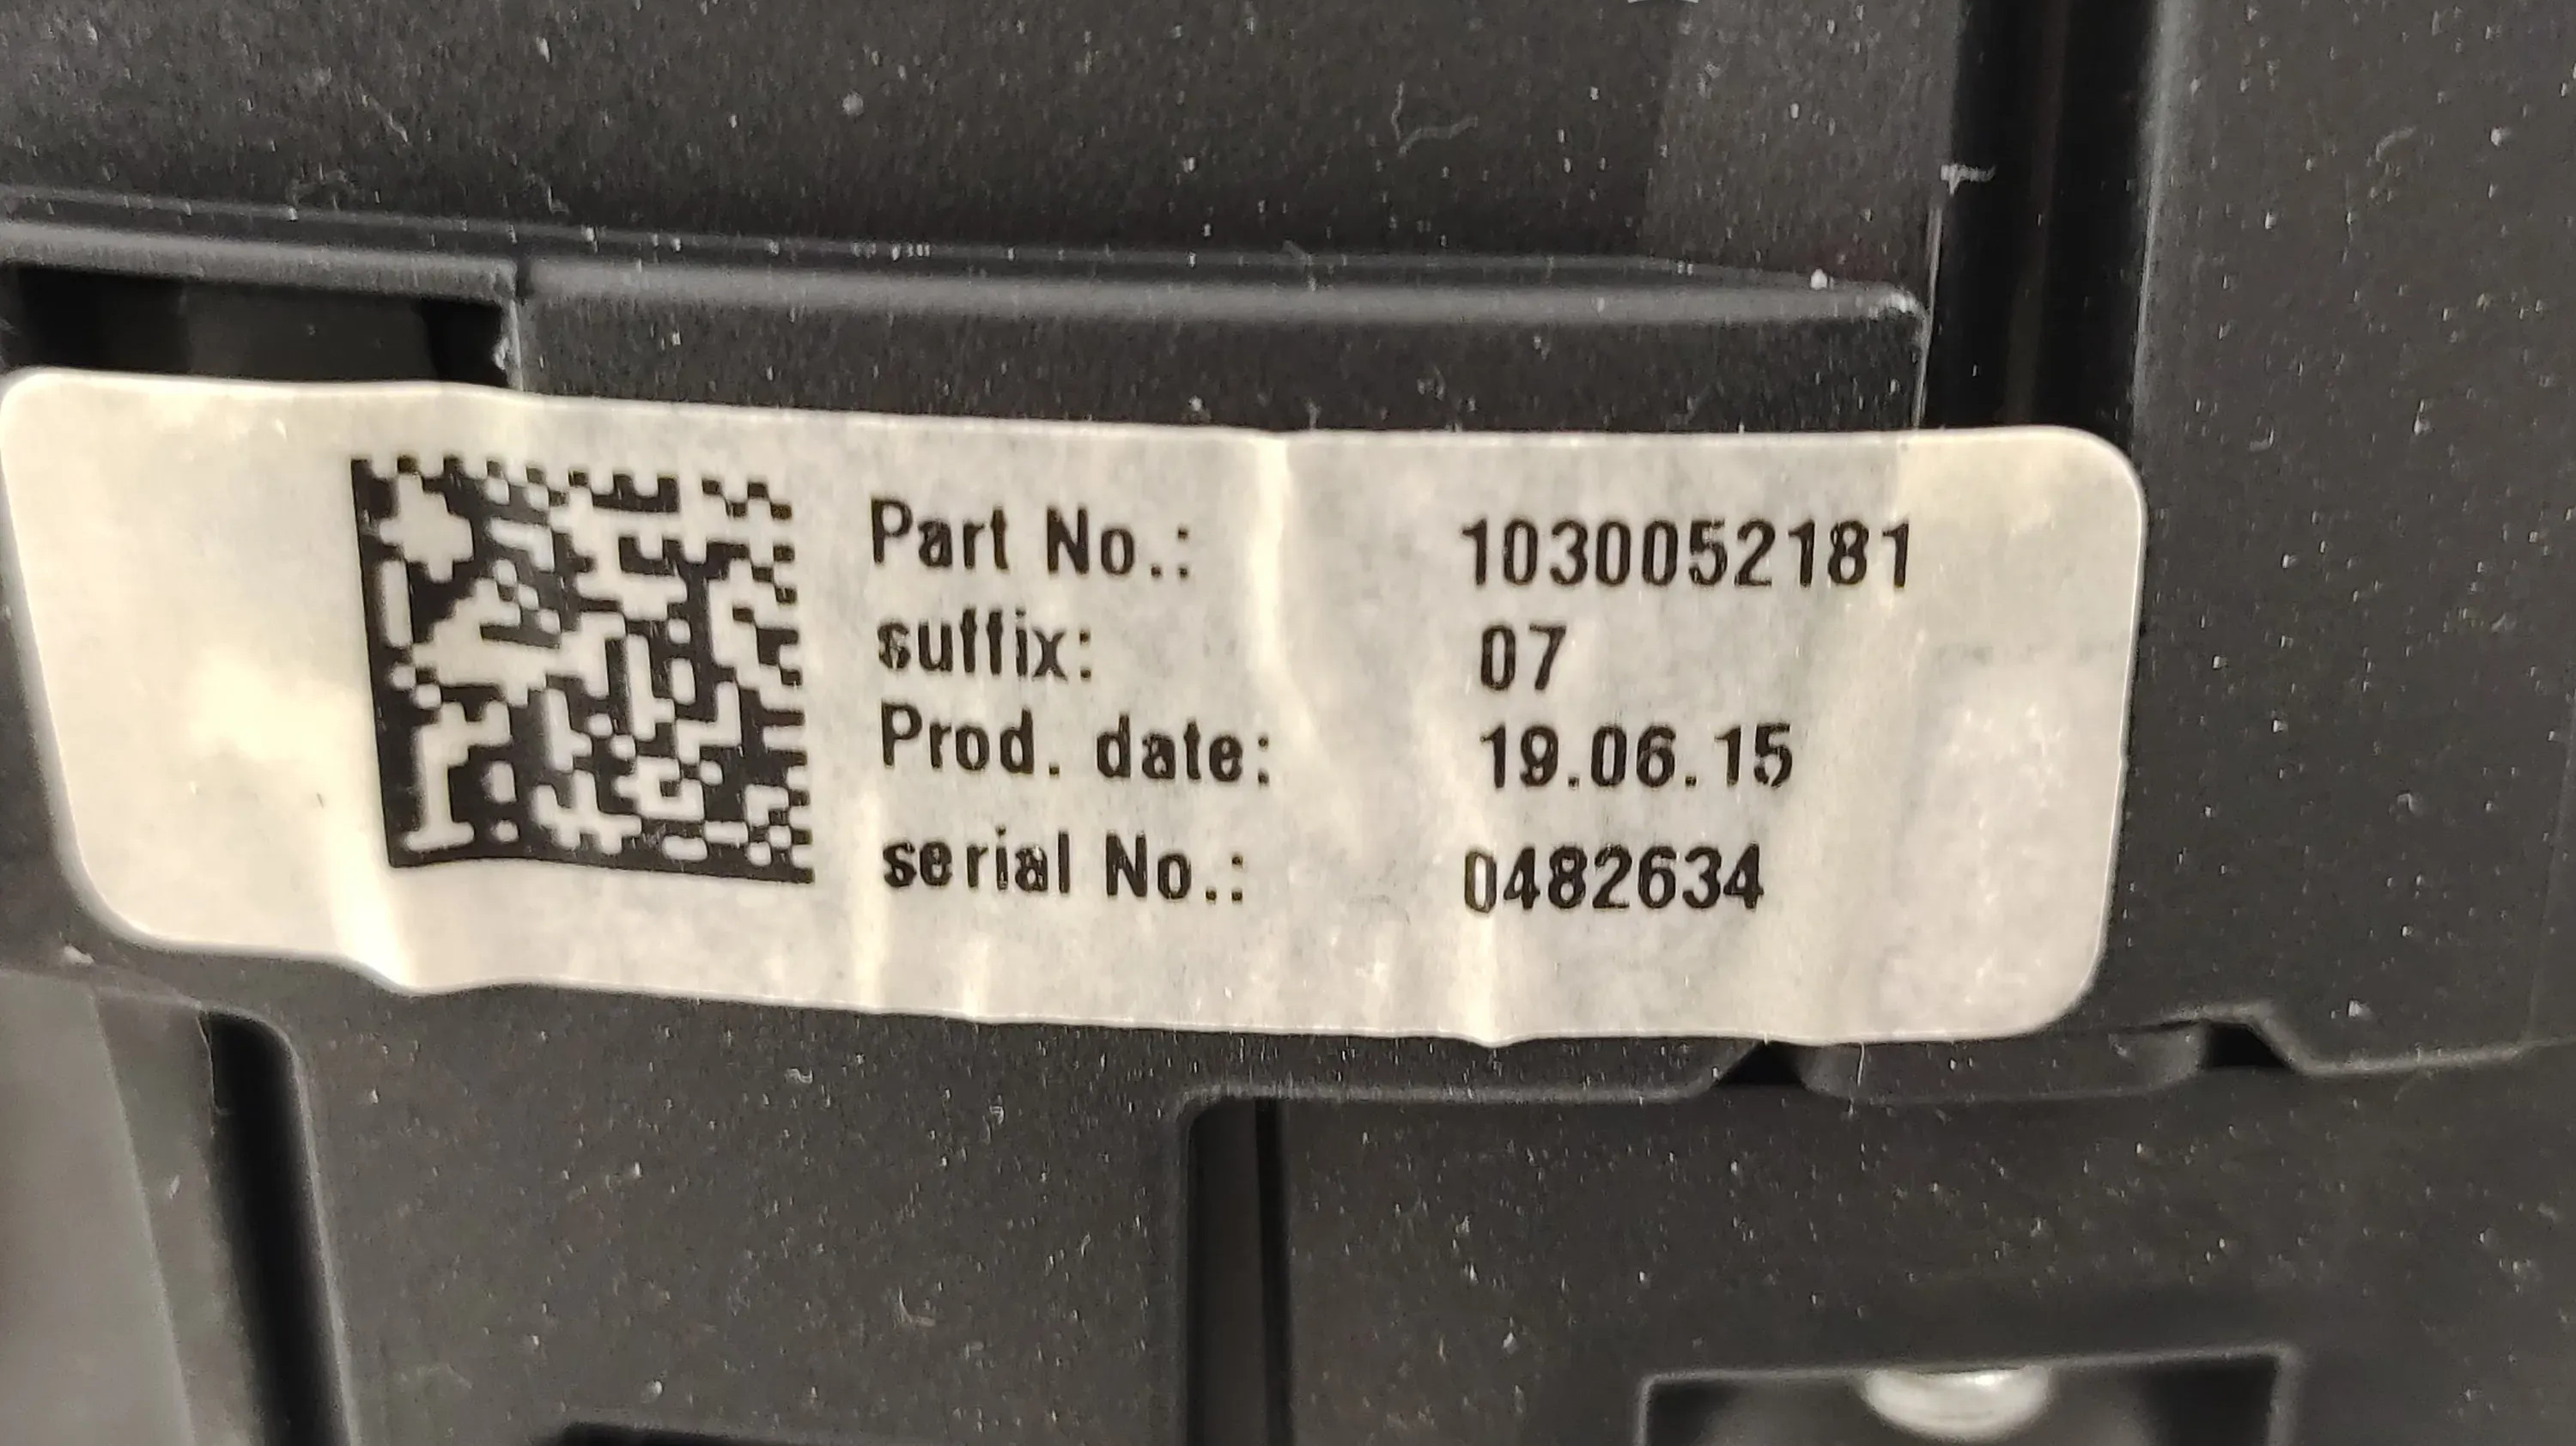 Part No.: 1030052181
suffix: 07
Prod. date: 19.06.15
serial No.: 0482634